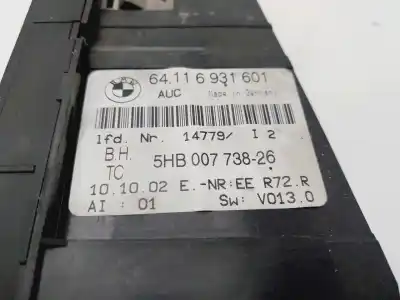 BMW
64.11 6 931 601
AUC Made in Germany
lfd. Nr. 14779/ I 2
B.H. 5HB 007 738-26
TC
10.10.02 E.-NR:EE R72.R
AI : 01 SW: V013.0